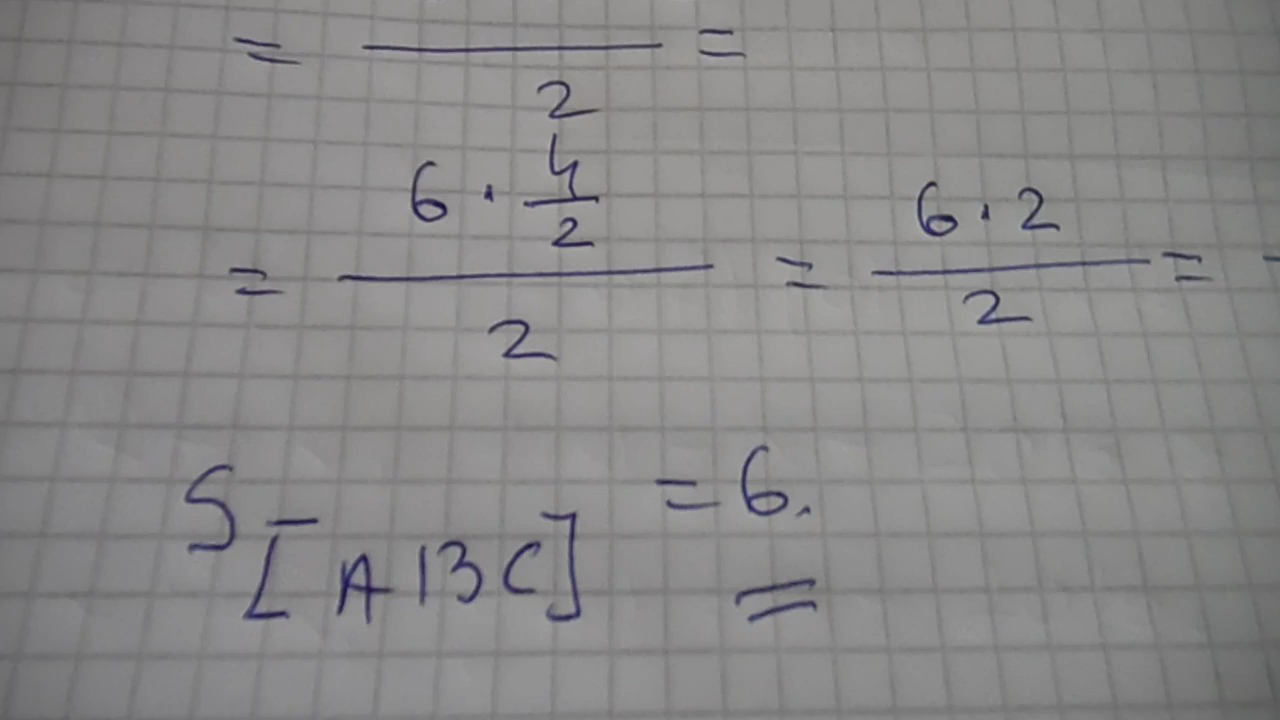 = ― / 2 =
= (6 · 4/2) / 2 = (6 · 2) / 2 =
S[ABC] = 6.